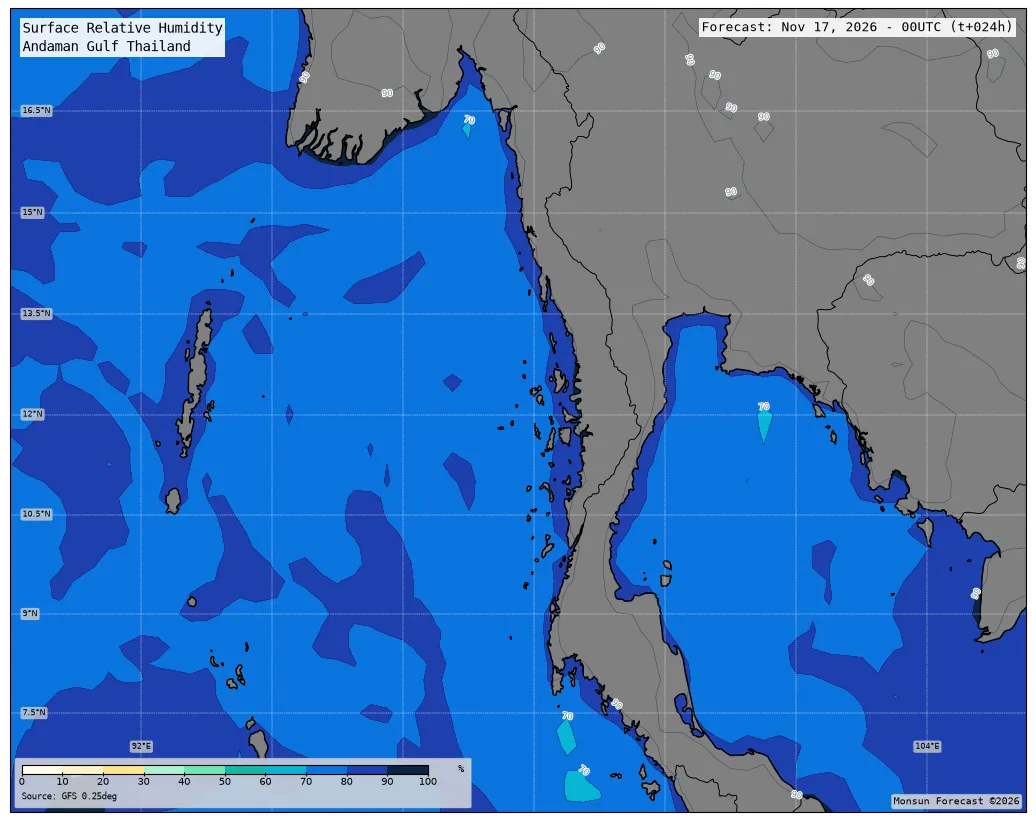 Surface Relative Humidity
Andaman Gulf Thailand
Forecast: Nov 17, 2026 - 00UTC (t+024h)
90
90
90
90
90
90
90
90
16.5°N
70
90
15°N
90
90
13.5°N
12°N
70
10.5°N
9°N
90
90
7.5°N
70
92°E
104°E
70
%
0 10 20 30 40 50 60 70 80 90 100
90
Source: GFS 0.25deg
Monsun Forecast ©2026